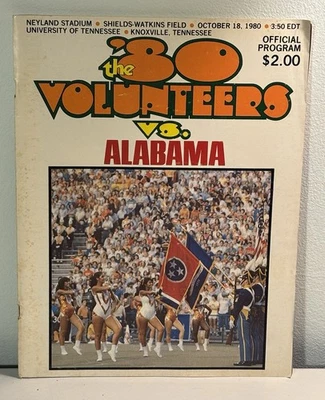 NEYLAND STADIUM • SHIELDS-WATKINS FIELD • OCTOBER 18, 1980 • 3:50 EDT
UNIVERSITY OF TENNESSEE • KNOXVILLE, TENNESSEE
OFFICIAL
PROGRAM
$2.00
the '80
VOLUNTEERS
vs.
ALABAMA